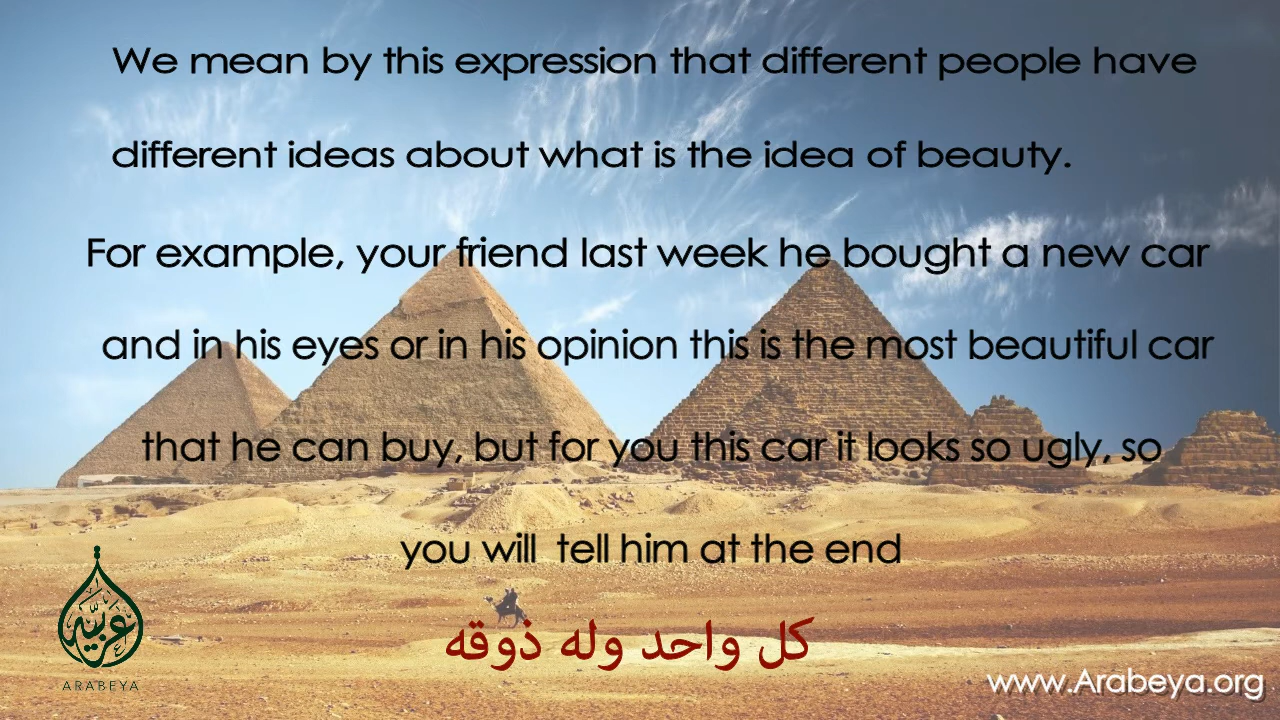 We mean by this expression that different people have
different ideas about what is the idea of beauty.
For example, your friend last week he bought a new car
and in his eyes or in his opinion this is the most beautiful car
that he can buy, but for you this car it looks so ugly, so
you will  tell him at the end
كل واحد وله ذوقه
عربية
ARABEYA
www.Arabeya.org